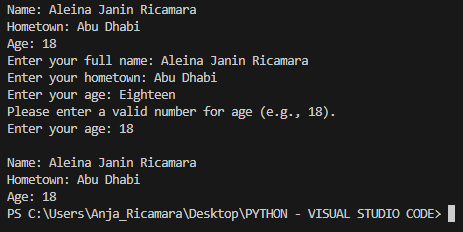 Name: Aleina Janin Ricamara
Hometown: Abu Dhabi
Age: 18
Enter your full name: Aleina Janin Ricamara
Enter your hometown: Abu Dhabi
Enter your age: Eighteen
Please enter a valid number for age (e.g., 18).
Enter your age: 18

Name: Aleina Janin Ricamara
Hometown: Abu Dhabi
Age: 18
PS C:\Users\Anja_Ricamara\Desktop\PYTHON - VISUAL STUDIO CODE>